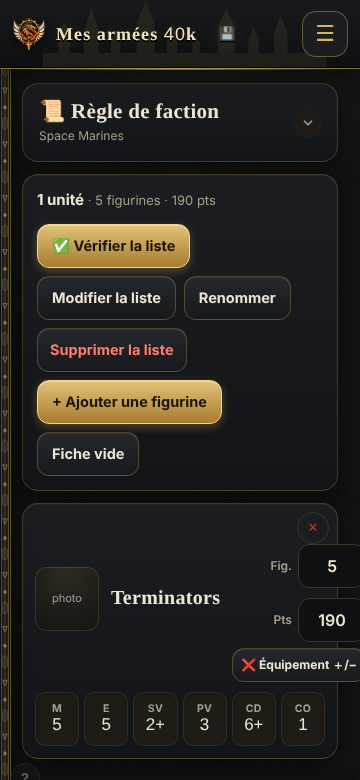 Mes armées 40k
Règle de faction
Space Marines
1 unité · 5 figurines · 190 pts
Vérifier la liste
Modifier la liste
Renommer
Supprimer la liste
+ Ajouter une figurine
Fiche vide
photo
Terminators
Fig. 5
Pts 190
Équipement +/−
M E SV PV CD CO
5 5 2+ 3 6+ 1
?